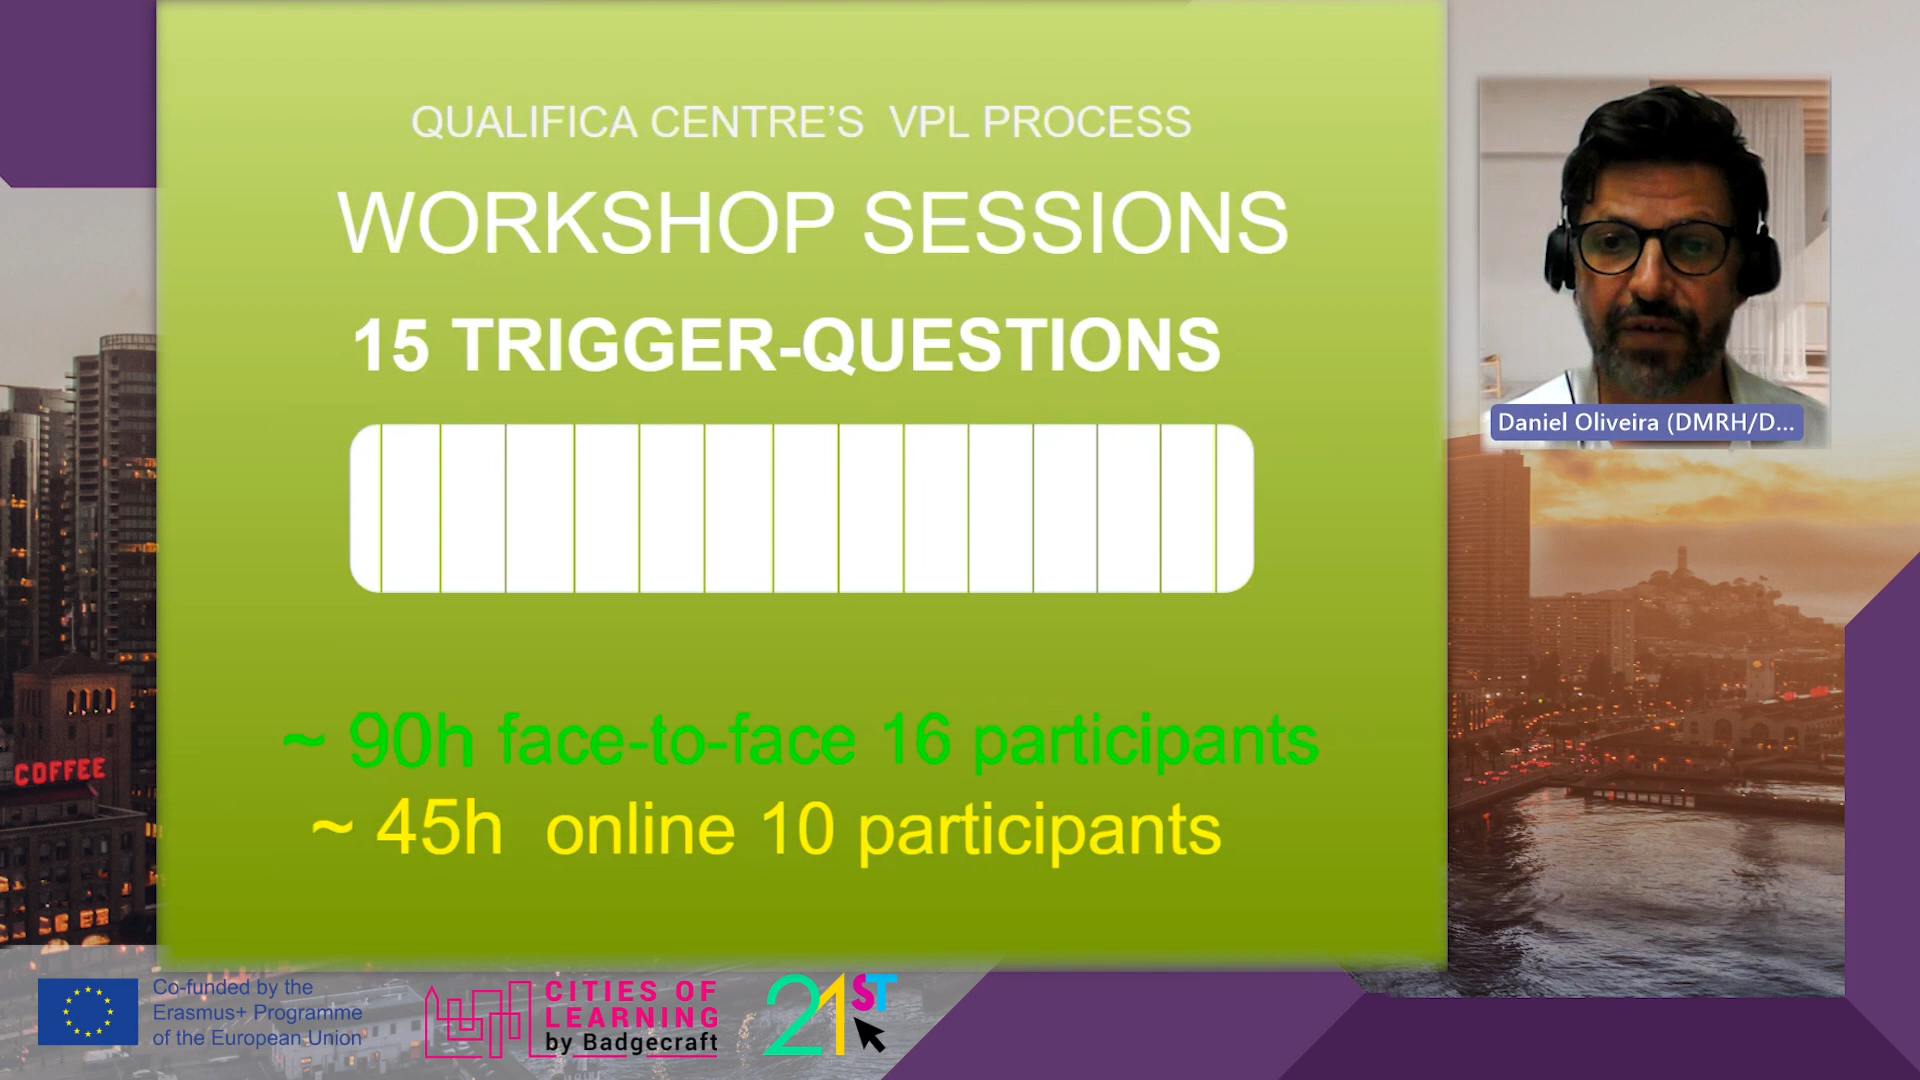 QUALIFICA CENTRE’S VPL PROCESS
WORKSHOP SESSIONS
15 TRIGGER-QUESTIONS
~ 90h face-to-face 16 participants
~ 45h online 10 participants
Daniel Oliveira (DMRH/D...
COFFEE
Co-funded by the
Erasmus+ Programme
of the European Union
CITIES OF
LEARNING
by Badgecraft
21ST